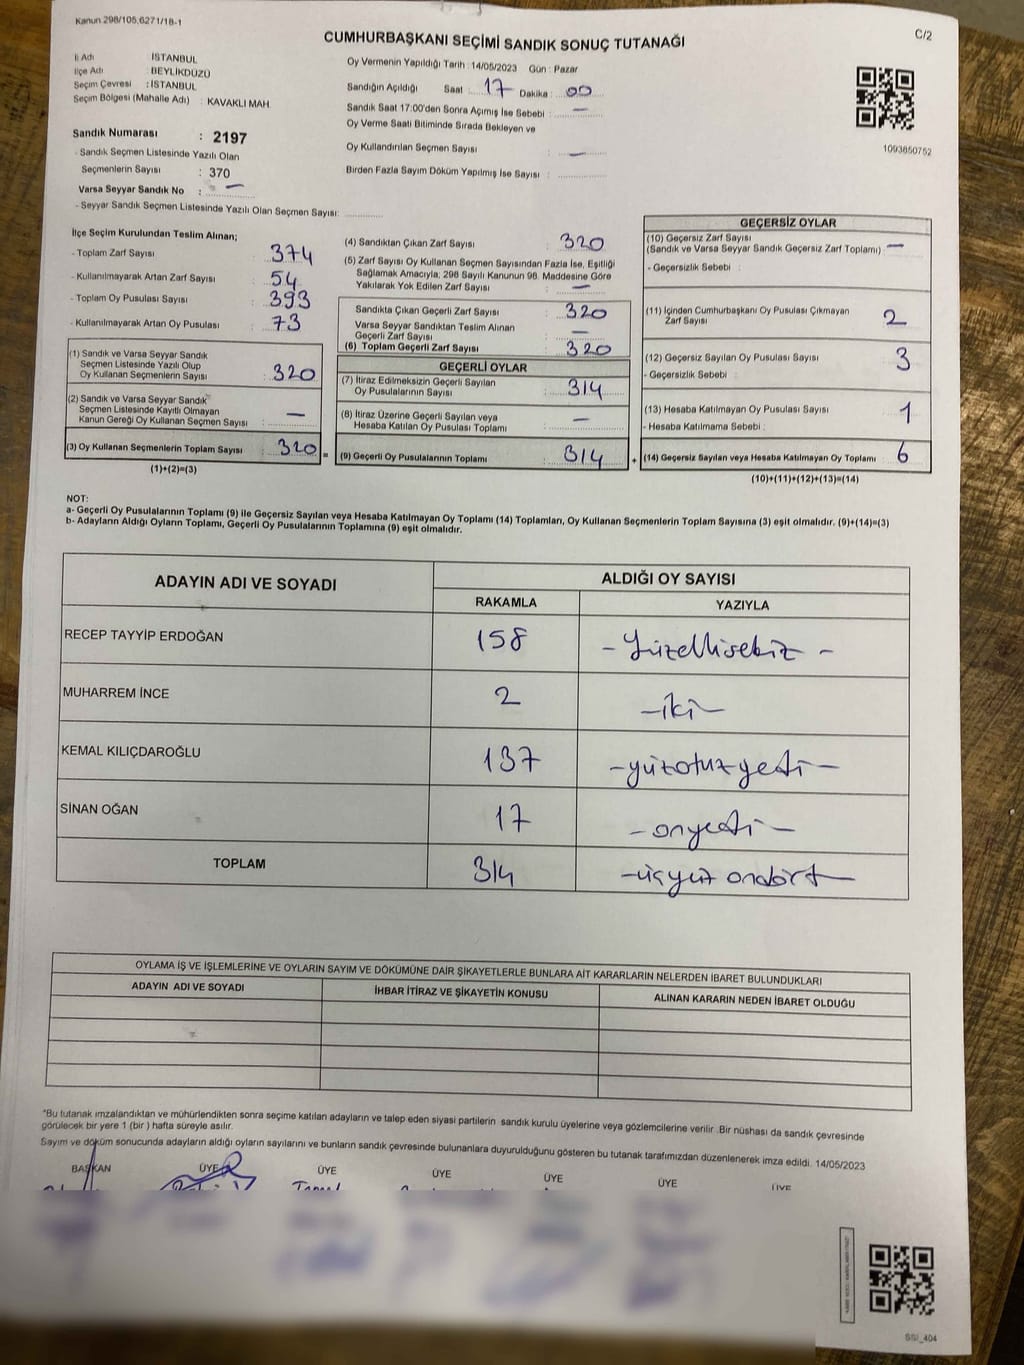 Kanun 298/105,6271/18-1
C/2
CUMHURBAŞKANI SEÇİMİ SANDIK SONUÇ TUTANAĞI
İl Adı İSTANBUL
İlçe Adı : BEYLİKDÜZÜ
Seçim Çevresi : İSTANBUL
Seçim Bölgesi (Mahalle Adı) : KAVAKLI MAH.
Sandık Numarası : 2197
- Sandık Seçmen Listesinde Yazılı Olan
Seçmenlerin Sayısı : 370
Varsa Seyyar Sandık No : —
- Seyyar Sandık Seçmen Listesinde Yazılı Olan Seçmen Sayısı:
Oy Vermenin Yapıldığı Tarih : 14/05/2023 Gün : Pazar
Sandığın Açıldığı Saat : 17 Dakika : 00
Sandık Saat 17:00'den Sonra Açımış İse Sebebi : —
Oy Verme Saati Bitiminde Sırada Bekleyen ve
Oy Kullandırılan Seçmen Sayısı : —
Birden Fazla Sayım Döküm Yapılmış İse Sayısı :
1093650752
İlçe Seçim Kurulundan Teslim Alınan;
- Toplam Zarf Sayısı : 374
- Kullanılmayarak Artan Zarf Sayısı : 54
- Toplam Oy Pusulası Sayısı : 393
- Kullanılmayarak Artan Oy Pusulası : 73
(1) Sandık ve Varsa Seyyar Sandık
Seçmen Listesinde Yazılı Olup
Oy Kullanan Seçmenlerin Sayısı : 320
(2) Sandık ve Varsa Seyyar Sandık
Seçmen Listesinde Kayıtlı Olmayan
Kanun Gereği Oy Kullanan Seçmen Sayısı : —
(3) Oy Kullanan Seçmenlerin Toplam Sayısı : 320 =
(1)+(2)=(3)
(4) Sandıktan Çıkan Zarf Sayısı : 320
(5) Zarf Sayısı Oy Kullanan Seçmen Sayısından Fazla İse, Eşitliği
Sağlamak Amacıyla; 298 Sayılı Kanunun 98. Maddesine Göre
Yakılarak Yok Edilen Zarf Sayısı : —
Sandıkta Çıkan Geçerli Zarf Sayısı : 320
Varsa Seyyar Sandıktan Teslim Alınan
Geçerli Zarf Sayısı : —
(6) Toplam Geçerli Zarf Sayısı : 320
GEÇERLİ OYLAR
(7) İtiraz Edilmeksizin Geçerli Sayılan
Oy Pusulalarının Sayısı : 314
(8) İtiraz Üzerine Geçerli Sayılan veya
Hesaba Katılan Oy Pusulası Toplamı : —
(9) Geçerli Oy Pusulalarının Toplamı : 314 +
GEÇERSİZ OYLAR
(10) Geçersiz Zarf Sayısı
(Sandık ve Varsa Seyyar Sandık Geçersiz Zarf Toplamı) : —
- Geçersizlik Sebebi :
(11) İçinden Cumhurbaşkanı Oy Pusulası Çıkmayan
Zarf Sayısı : 2
(12) Geçersiz Sayılan Oy Pusulası Sayısı : 3
- Geçersizlik Sebebi :
(13) Hesaba Katılmayan Oy Pusulası Sayısı : 1
- Hesaba Katılmama Sebebi :
(14) Geçersiz Sayılan veya Hesaba Katılmayan Oy Toplamı : 6
(10)+(11)+(12)+(13)=(14)
NOT:
a- Geçerli Oy Pusulalarının Toplamı (9) ile Geçersiz Sayılan veya Hesaba Katılmayan Oy Toplamı (14) Toplamları, Oy Kullanan Seçmenlerin Toplam Sayısına (3) eşit olmalıdır. (9)+(14)=(3)
b- Adayların Aldığı Oyların Toplamı, Geçerli Oy Pusulalarının Toplamına (9) eşit olmalıdır.
ADAYIN ADI VE SOYADI ALDIĞI OY SAYISI
RAKAMLA YAZIYLA
RECEP TAYYİP ERDOĞAN 158 - Yüzellisekiz -
MUHARREM İNCE 2 - iki -
KEMAL KILIÇDAROĞLU 137 - yüzotuzyedi -
SİNAN OĞAN 17 - onyedi -
TOPLAM 314 - üçyüz ondört -
OYLAMA İŞ VE İŞLEMLERİNE VE OYLARIN SAYIM VE DÖKÜMÜNE DAİR ŞİKAYETLERLE BUNLARA AİT KARARLARIN NELERDEN İBARET BULUNDUKLARI
ADAYIN ADI VE SOYADI İHBAR İTİRAZ VE ŞİKAYETİN KONUSU ALINAN KARARIN NEDEN İBARET OLDUĞU
*Bu tutanak imzalandıktan ve mühürlendikten sonra seçime katılan adayların ve talep eden siyasi partilerin sandık kurulu üyelerine veya gözlemcilerine verilir .Bir nüshası da sandık çevresinde
görülecek bir yere 1 (bir ) hafta süreyle asılır.
Sayım ve döküm sonucunda adayların aldığı oyların sayılarını ve bunların sandık çevresinde bulunanlara duyurulduğunu gösteren bu tutanak tarafımızdan düzenlenerek imza edildi. 14/05/2023
BAŞKAN ÜYE ÜYE ÜYE ÜYE ÜYE ÜYE
SSI_404